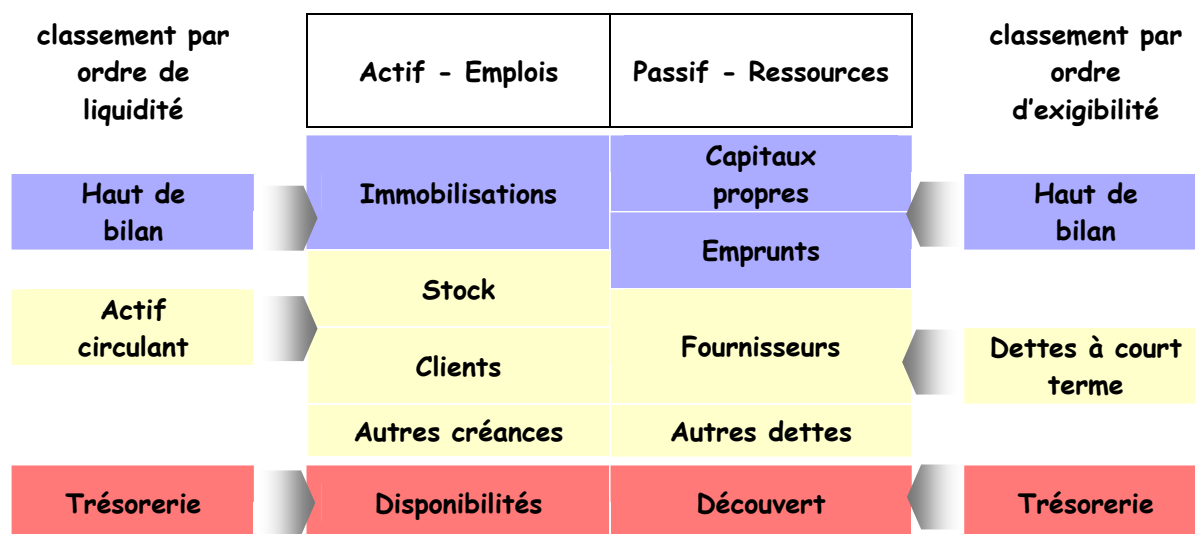 classement par
ordre de
liquidité
Actif - Emplois
Passif - Ressources
classement par
ordre
d'exigibilité
Haut de
bilan
Immobilisations
Capitaux
propres
Emprunts
Haut de
bilan
Actif
circulant
Stock
Clients
Autres créances
Fournisseurs
Autres dettes
Dettes à court
terme
Trésorerie
Disponibilités
Découvert
Trésorerie